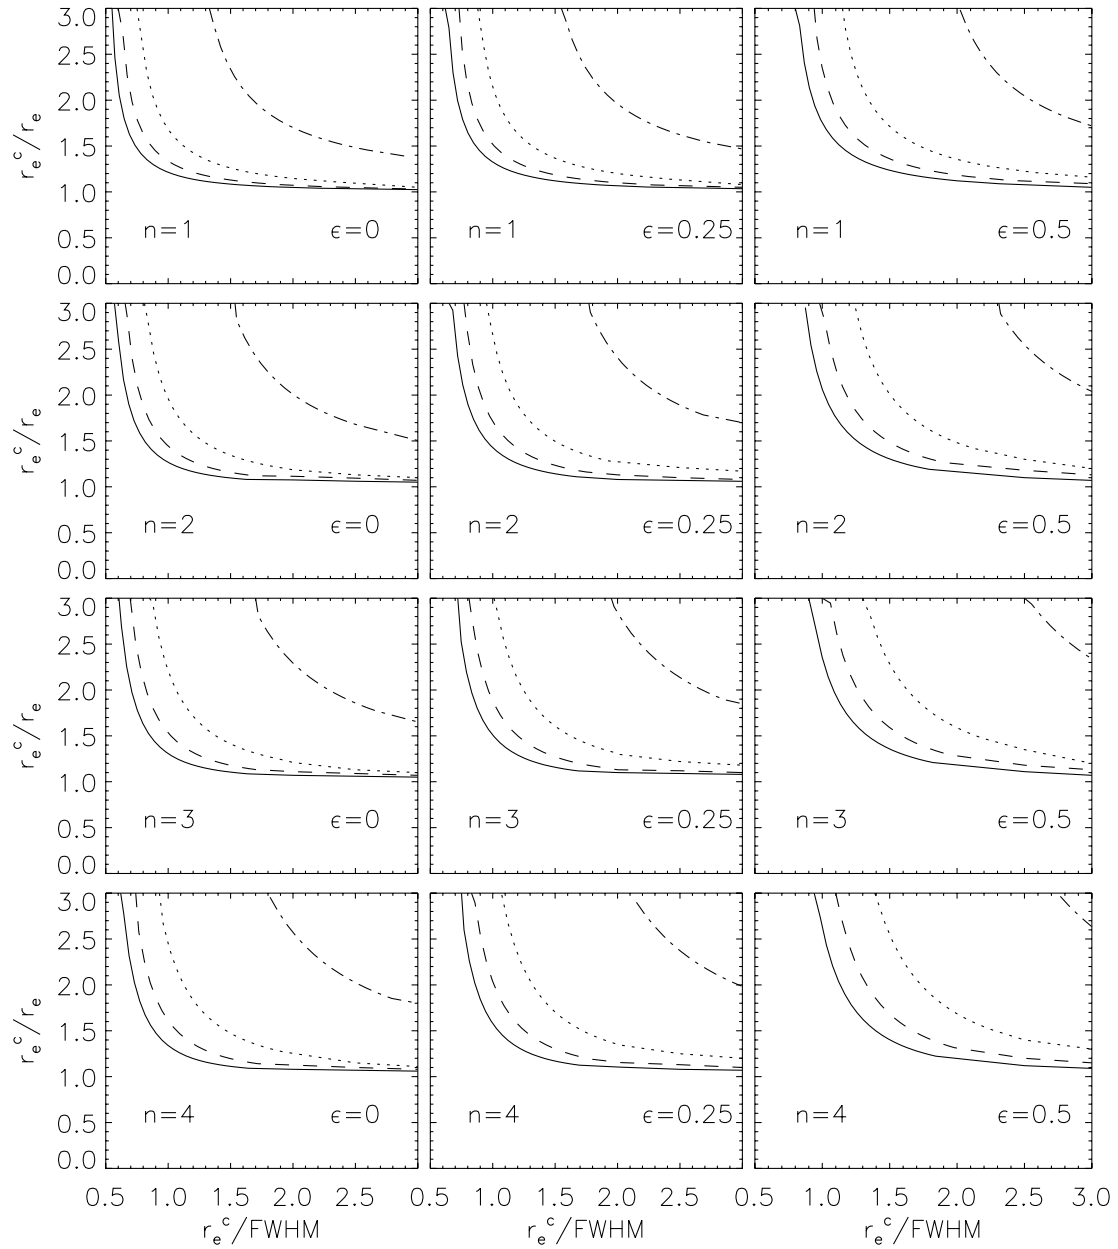 3.0
2.5
2.0
1.5
1.0
0.5
0.0
r_e^c/r_e
n=1 ϵ=0
n=1 ϵ=0.25
n=1 ϵ=0.5
3.0
2.5
2.0
1.5
1.0
0.5
0.0
r_e^c/r_e
n=2 ϵ=0
n=2 ϵ=0.25
n=2 ϵ=0.5
3.0
2.5
2.0
1.5
1.0
0.5
0.0
r_e^c/r_e
n=3 ϵ=0
n=3 ϵ=0.25
n=3 ϵ=0.5
3.0
2.5
2.0
1.5
1.0
0.5
0.0
r_e^c/r_e
n=4 ϵ=0
n=4 ϵ=0.25
n=4 ϵ=0.5
0.5 1.0 1.5 2.0 2.5 0.5 1.0 1.5 2.0 2.5 0.5 1.0 1.5 2.0 2.5 3.0
r_e^c/FWHM r_e^c/FWHM r_e^c/FWHM